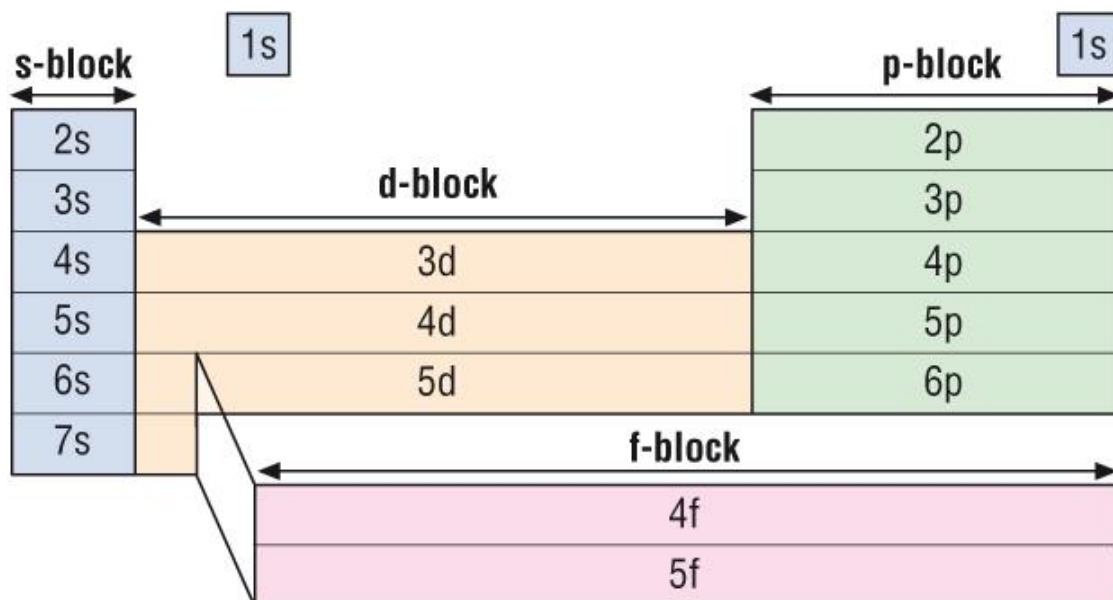 1s 1s
s-block p-block
2s 2p
d-block
3s 3p
4s 3d 4p
5s 4d 5p
6s 5d 6p
7s
f-block
4f
5f